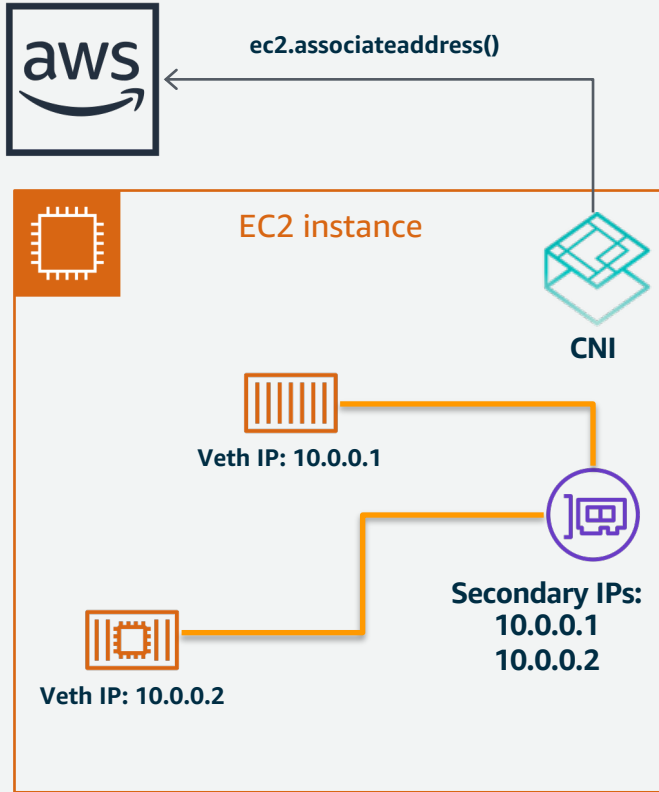 aws
ec2.associateaddress()
EC2 instance
CNI
Veth IP: 10.0.0.1
Secondary IPs:
10.0.0.1
10.0.0.2
Veth IP: 10.0.0.2